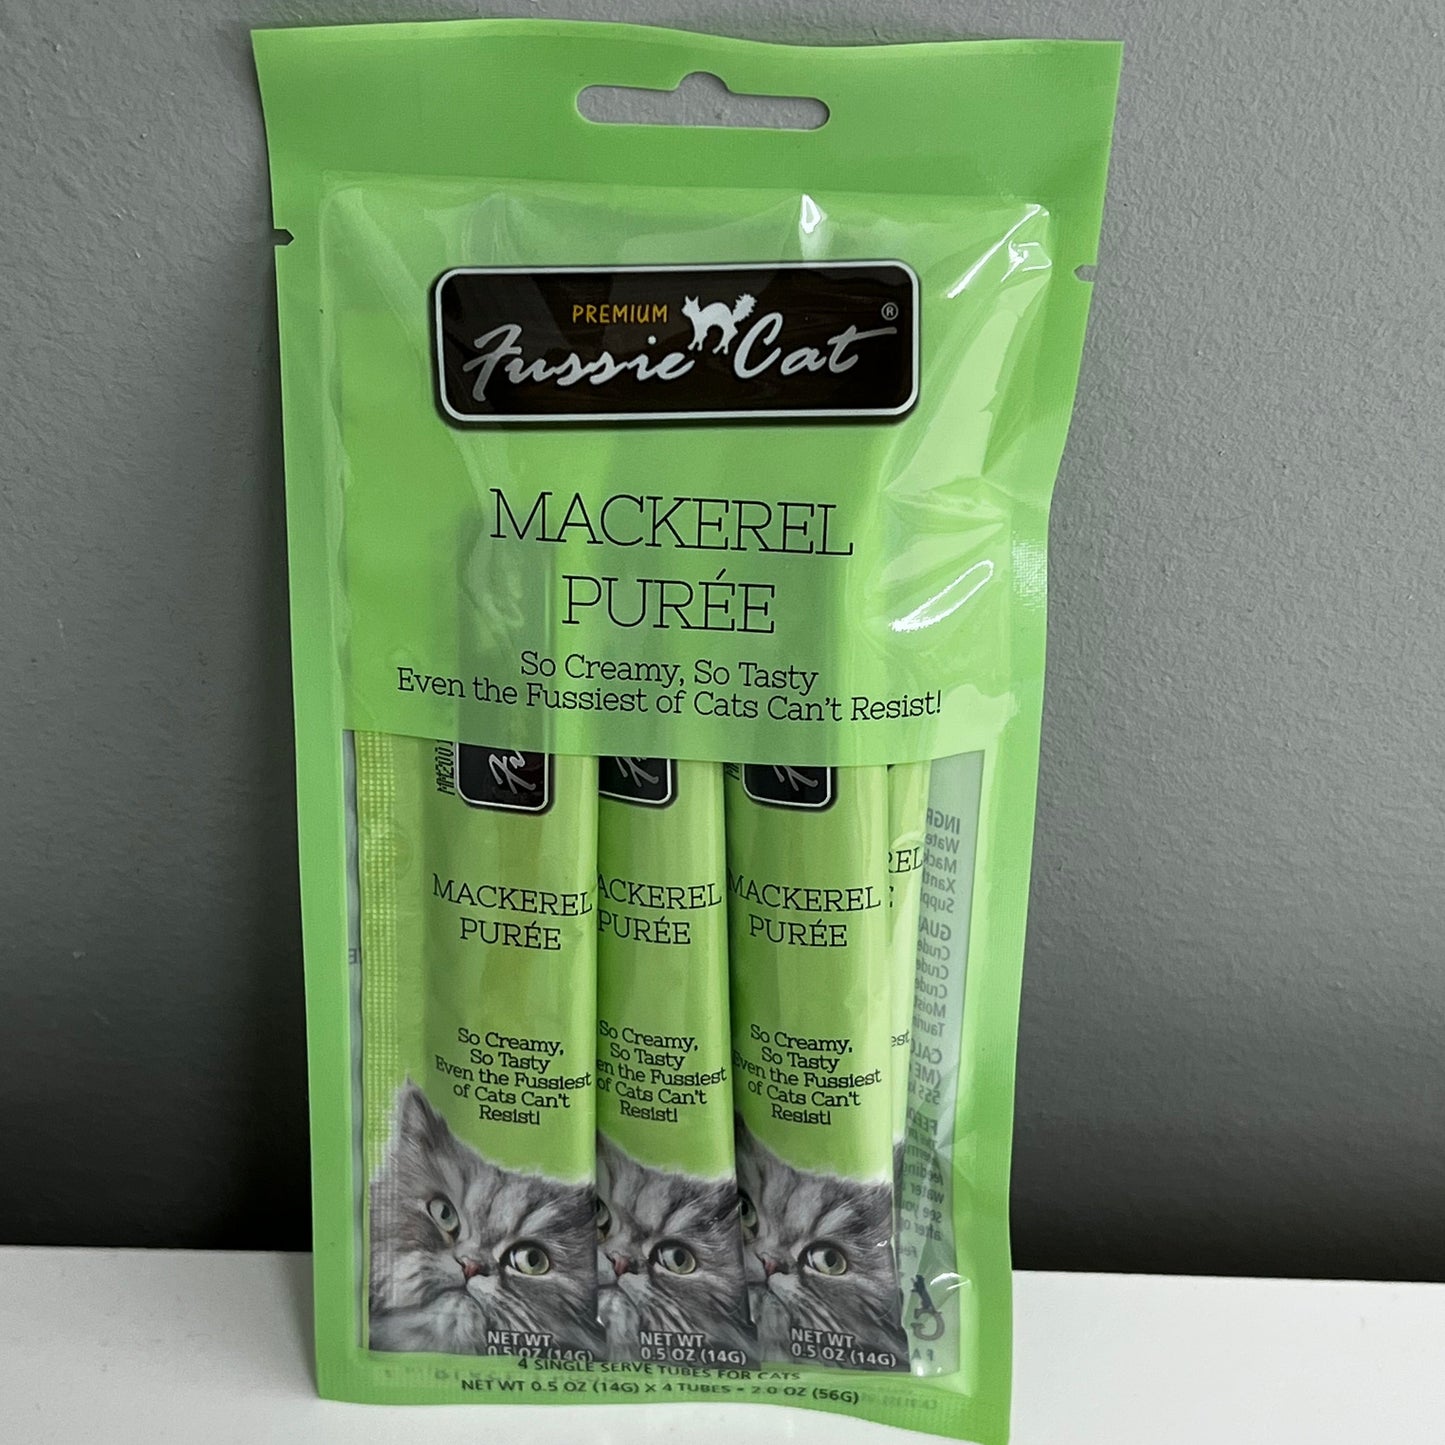 PREMIUM
Fussie Cat®
MACKEREL
PURÉE
So Creamy, So Tasty
Even the Fussiest of Cats Can't Resist!
MACKEREL
PURÉE
So Creamy,
So Tasty
Even the Fussiest
of Cats Can't
Resist!
NET WT
0.5 OZ (14G)
ACKEREL
PURÉE
So Creamy,
So Tasty
en the Fussiest
of Cats Can't
Resist!
NET WT
0.5 OZ (14G)
MACKEREL
PURÉE
So Creamy,
So Tasty
Even the Fussiest
of Cats Can't
Resist!
NET WT
0.5 OZ (14G)
REL
4 SINGLE SERVE TUBES FOR CATS
NET WT 0.5 OZ (14G) X 4 TUBES - 2.0 OZ (56G)